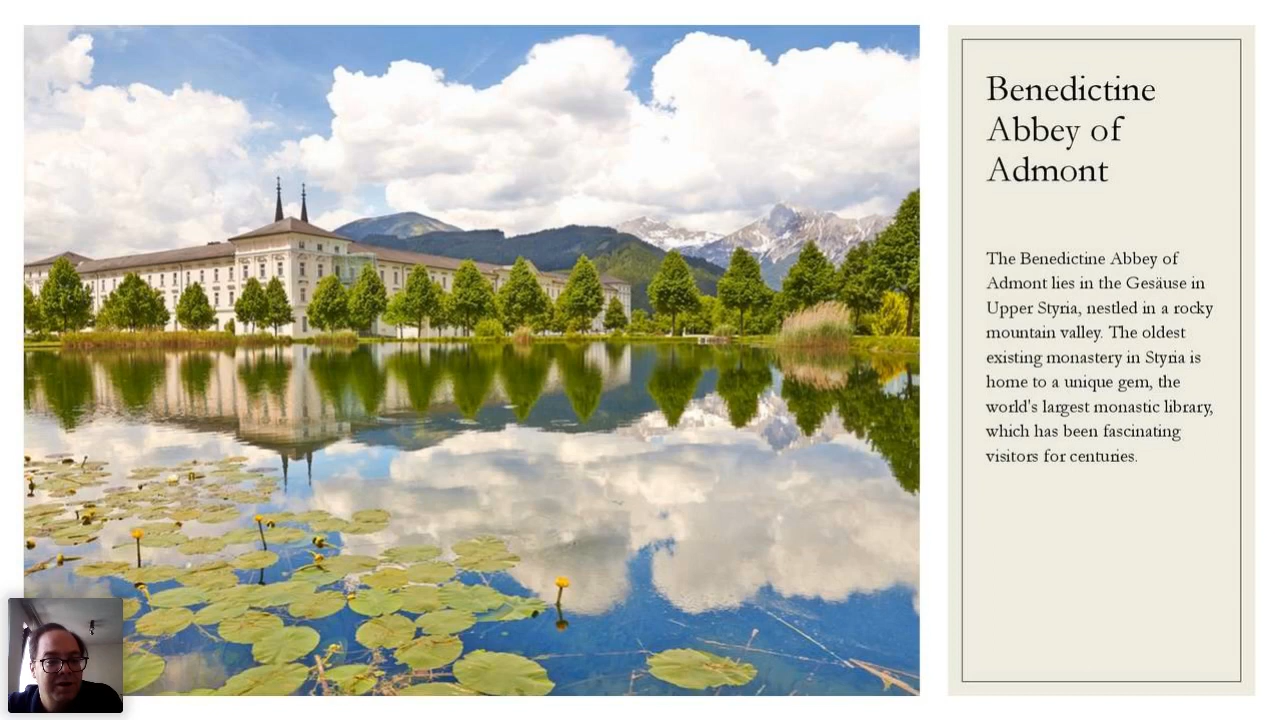 Benedictine
Abbey of
Admont
The Benedictine Abbey of
Admont lies in the Gesäuse in
Upper Styria, nestled in a rocky
mountain valley. The oldest
existing monastery in Styria is
home to a unique gem, the
world's largest monastic library,
which has been fascinating
visitors for centuries.